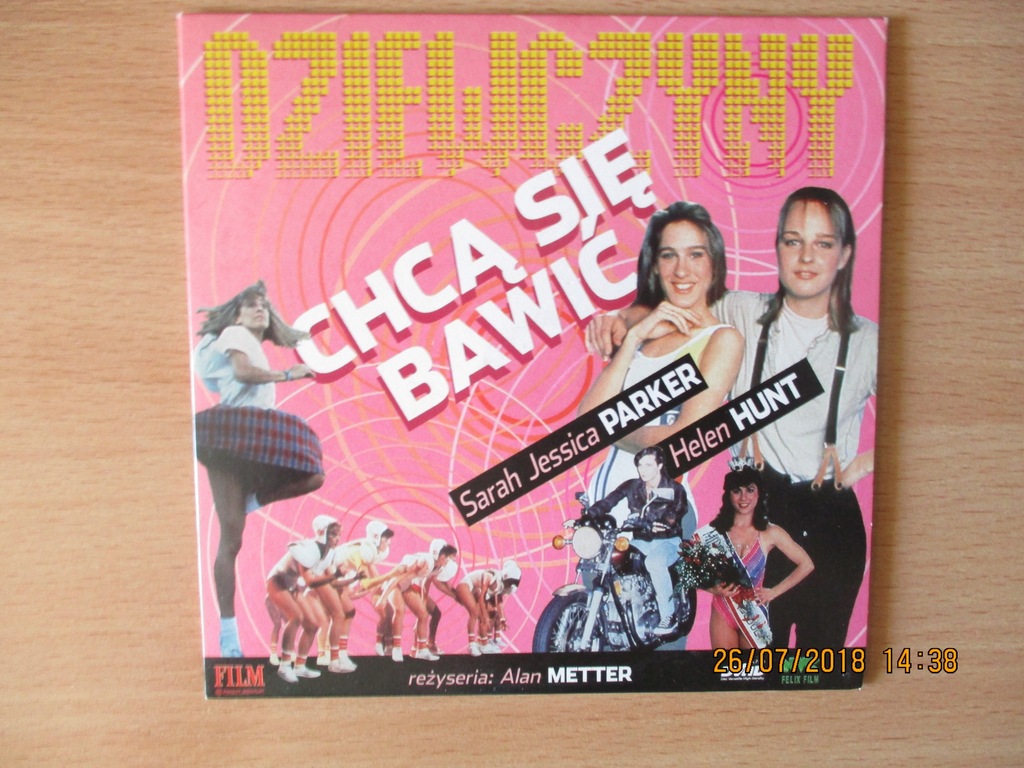 DZIEWCZYNY
CHCĄ SIĘ
BAWIĆ
Sarah Jessica PARKER
Helen HUNT
FILM
reżyseria: Alan METTER
FELIX FILM
26/07/2018 14:38